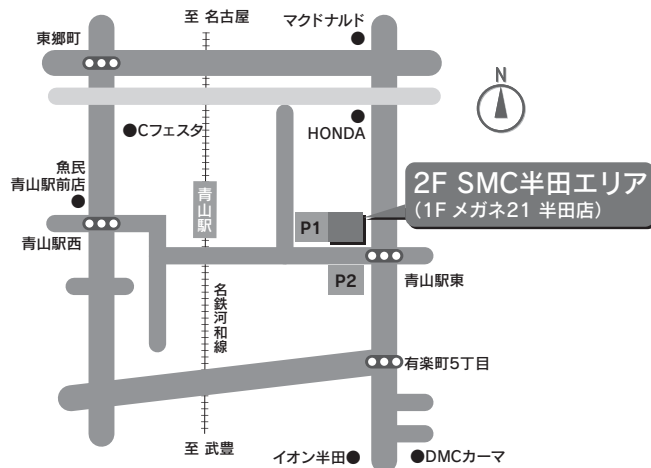 至 名古屋
マクドナルド
東郷町
N
Cフェスタ
HONDA
魚民
青山駅前店
青山駅
2F SMC半田エリア
(1F メガネ21 半田店)
P1
青山駅西
P2
青山駅東
名鉄河和線
有楽町5丁目
至 武豊
イオン半田
DMCカーマ